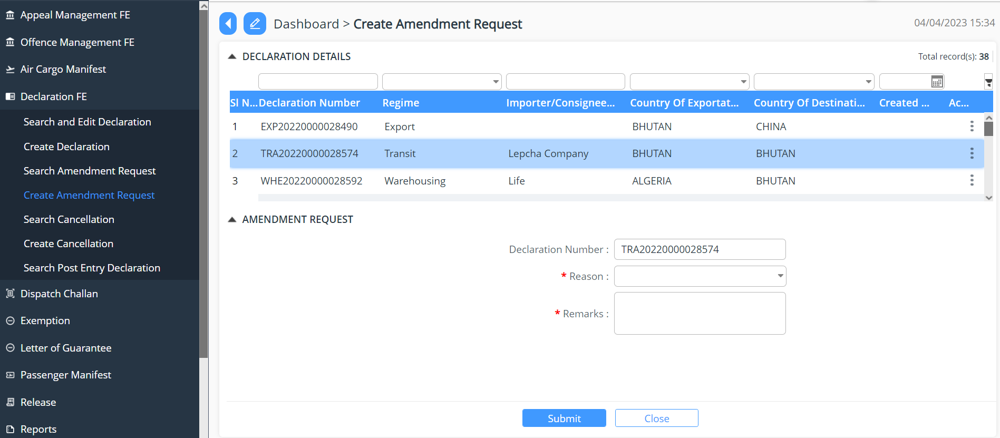 Appeal Management FE
Offence Management FE
Air Cargo Manifest
Declaration FE
Search and Edit Declaration
Create Declaration
Search Amendment Request
Create Amendment Request
Search Cancellation
Create Cancellation
Search Post Entry Declaration
Dispatch Challan
Exemption
Letter of Guarantee
Passenger Manifest
Release
Reports
Dashboard > Create Amendment Request
04/04/2023 15:34
DECLARATION DETAILS
Total record(s): 38
Sl N... Declaration Number Regime Importer/Consignee... Country Of Exportat... Country Of Destinati... Created ... Ac...
1 EXP20220000028490 Export BHUTAN CHINA
2 TRA20220000028574 Transit Lepcha Company BHUTAN BHUTAN
3 WHE20220000028592 Warehousing Life ALGERIA BHUTAN
AMENDMENT REQUEST
Declaration Number : TRA20220000028574
* Reason :
* Remarks :
Submit Close